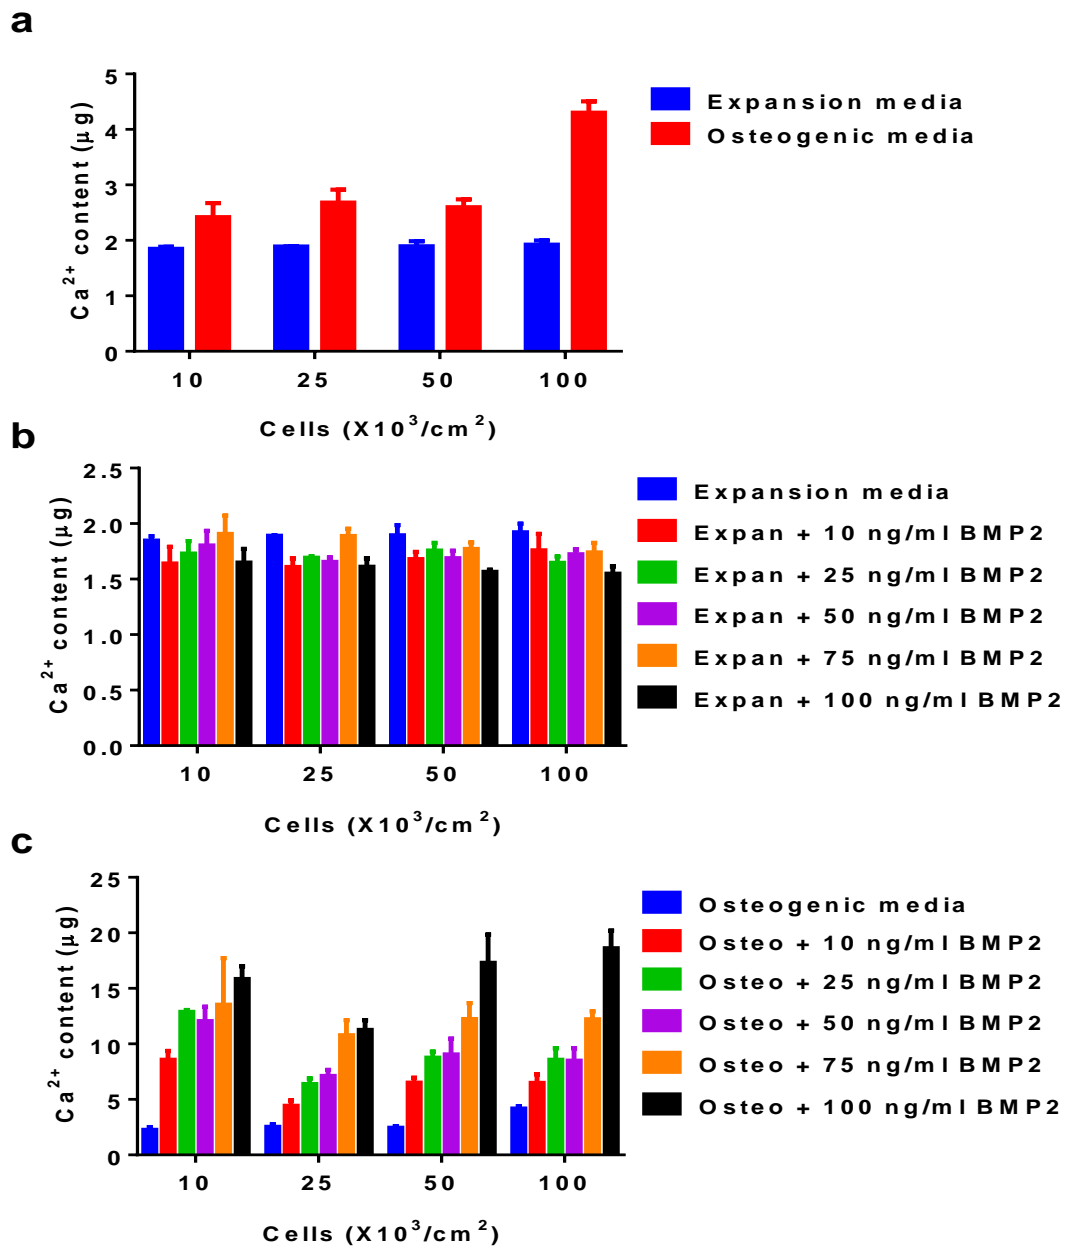 a
5
4
3
2
1
0
Ca²⁺ content (µg)
10 25 50 100
Cells (X10³/cm²)
Expansion media
Osteogenic media
b
2.5
2.0
1.5
1.0
0.5
0.0
Ca²⁺ content (µg)
10 25 50 100
Cells (X10³/cm²)
Expansion media
Expan + 10 ng/ml BMP2
Expan + 25 ng/ml BMP2
Expan + 50 ng/ml BMP2
Expan + 75 ng/ml BMP2
Expan + 100 ng/ml BMP2
c
25
20
15
10
5
0
Ca²⁺ content (µg)
10 25 50 100
Cells (X10³/cm²)
Osteogenic media
Osteo + 10 ng/ml BMP2
Osteo + 25 ng/ml BMP2
Osteo + 50 ng/ml BMP2
Osteo + 75 ng/ml BMP2
Osteo + 100 ng/ml BMP2